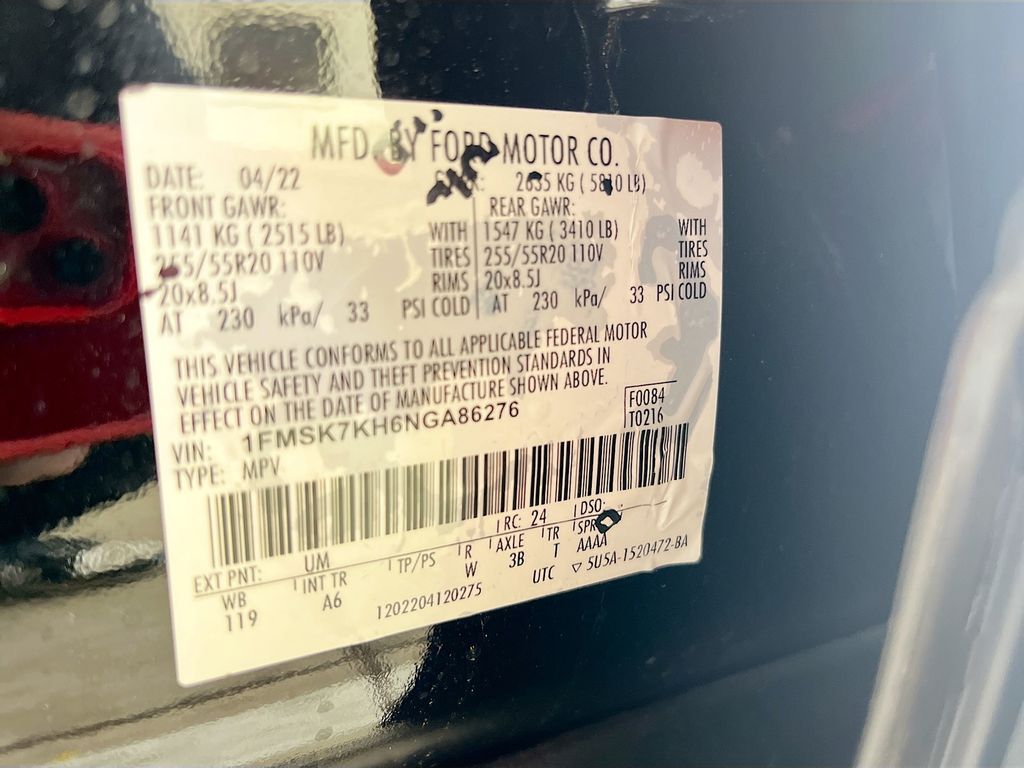 MFD. BY FORD MOTOR CO.
DATE: 04/22 2635 KG ( 5810 LB)
FRONT GAWR: REAR GAWR:
1141 KG ( 2515 LB) WITH 1547 KG ( 3410 LB) WITH
255/55R20 110V TIRES 255/55R20 110V TIRES
20x8.5J RIMS 20x8.5J RIMS
AT 230 kPa/ 33 PSI COLD AT 230 kPa/ 33 PSI COLD
THIS VEHICLE CONFORMS TO ALL APPLICABLE FEDERAL MOTOR
VEHICLE SAFETY AND THEFT PREVENTION STANDARDS IN
EFFECT ON THE DATE OF MANUFACTURE SHOWN ABOVE.
F0084
VIN: 1FMSK7KH6NGA86276 T0216
TYPE: MPV
EXT PNT: UM RC: 24 DSO:
WB INT TR TP/PS R AXLE TR SPR
119 A6 W 3B T AAAA
1202204120275 UTC ▽ 5U5A-1520472-BA